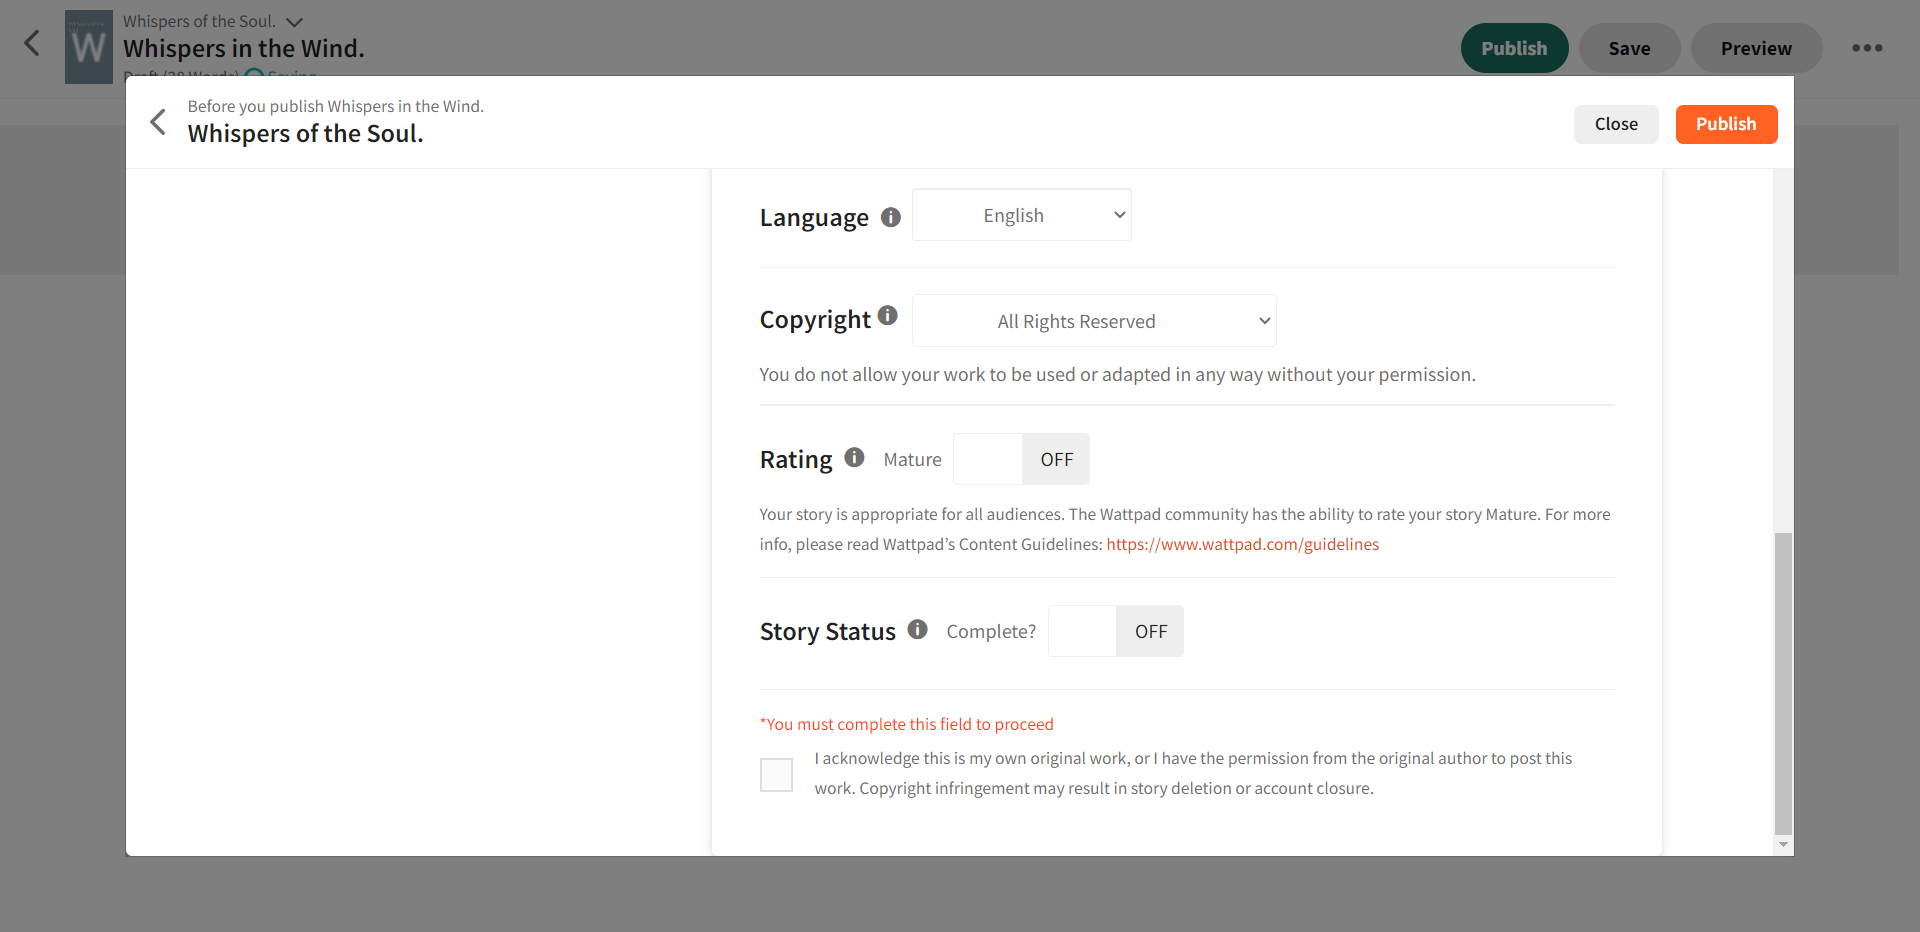 Whispers of the Soul.
Whispers in the Wind.
Draft (28 Words) Saving
Publish
Save
Preview
Before you publish Whispers in the Wind.
Whispers of the Soul.
Close
Publish
Language
English
Copyright
All Rights Reserved
You do not allow your work to be used or adapted in any way without your permission.
Rating Mature OFF
Your story is appropriate for all audiences. The Wattpad community has the ability to rate your story Mature. For more
info, please read Wattpad’s Content Guidelines: https://www.wattpad.com/guidelines
Story Status Complete? OFF
*You must complete this field to proceed
I acknowledge this is my own original work, or I have the permission from the original author to post this
work. Copyright infringement may result in story deletion or account closure.